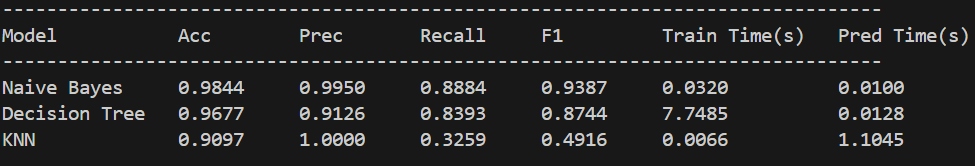 --------------------------------------------------------------------------------
Model           Acc        Prec       Recall     F1         Train Time(s)   Pred Time(s)
--------------------------------------------------------------------------------
Naive Bayes     0.9844     0.9950     0.8884     0.9387     0.0320          0.0100
Decision Tree   0.9677     0.9126     0.8393     0.8744     7.7485          0.0128
KNN             0.9097     1.0000     0.3259     0.4916     0.0066          1.1045